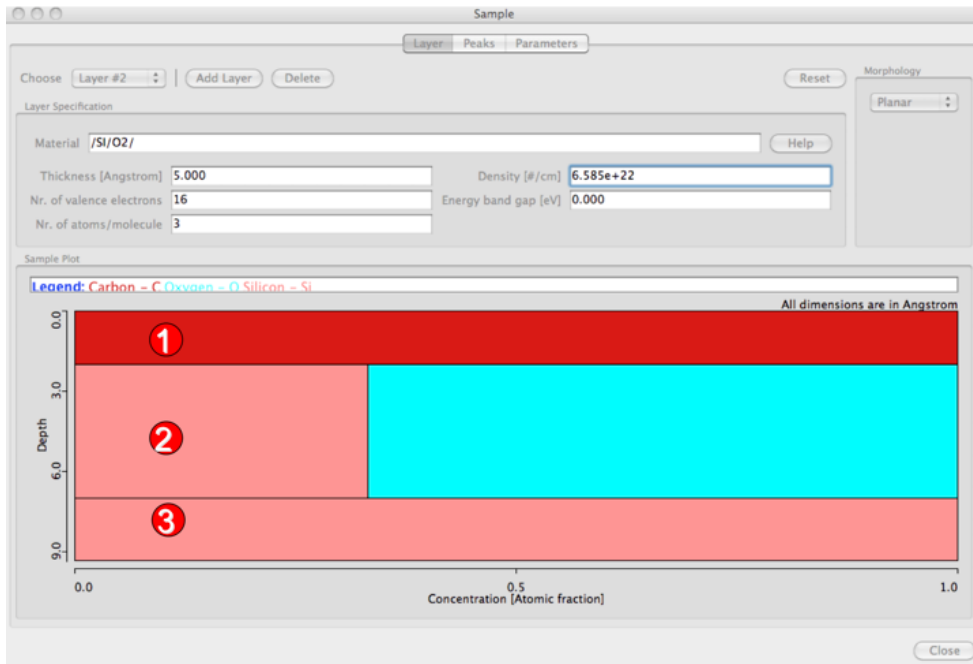 Sample
Layer Peaks Parameters
Choose Layer #2 Add Layer Delete Reset
Morphology
Planar
Layer Specification
Material /SI/O2/ Help
Thickness [Angstrom] 5.000 Density [#/cm] 6.585e+22
Nr. of valence electrons 16 Energy band gap [eV] 0.000
Nr. of atoms/molecule 3
Sample Plot
Legend: Carbon - C Oxygen - O Silicon - Si
All dimensions are in Angstrom
0.0
3.0
6.0
9.0
Depth
1
2
3
0.0 0.5 1.0
Concentration [Atomic fraction]
Close